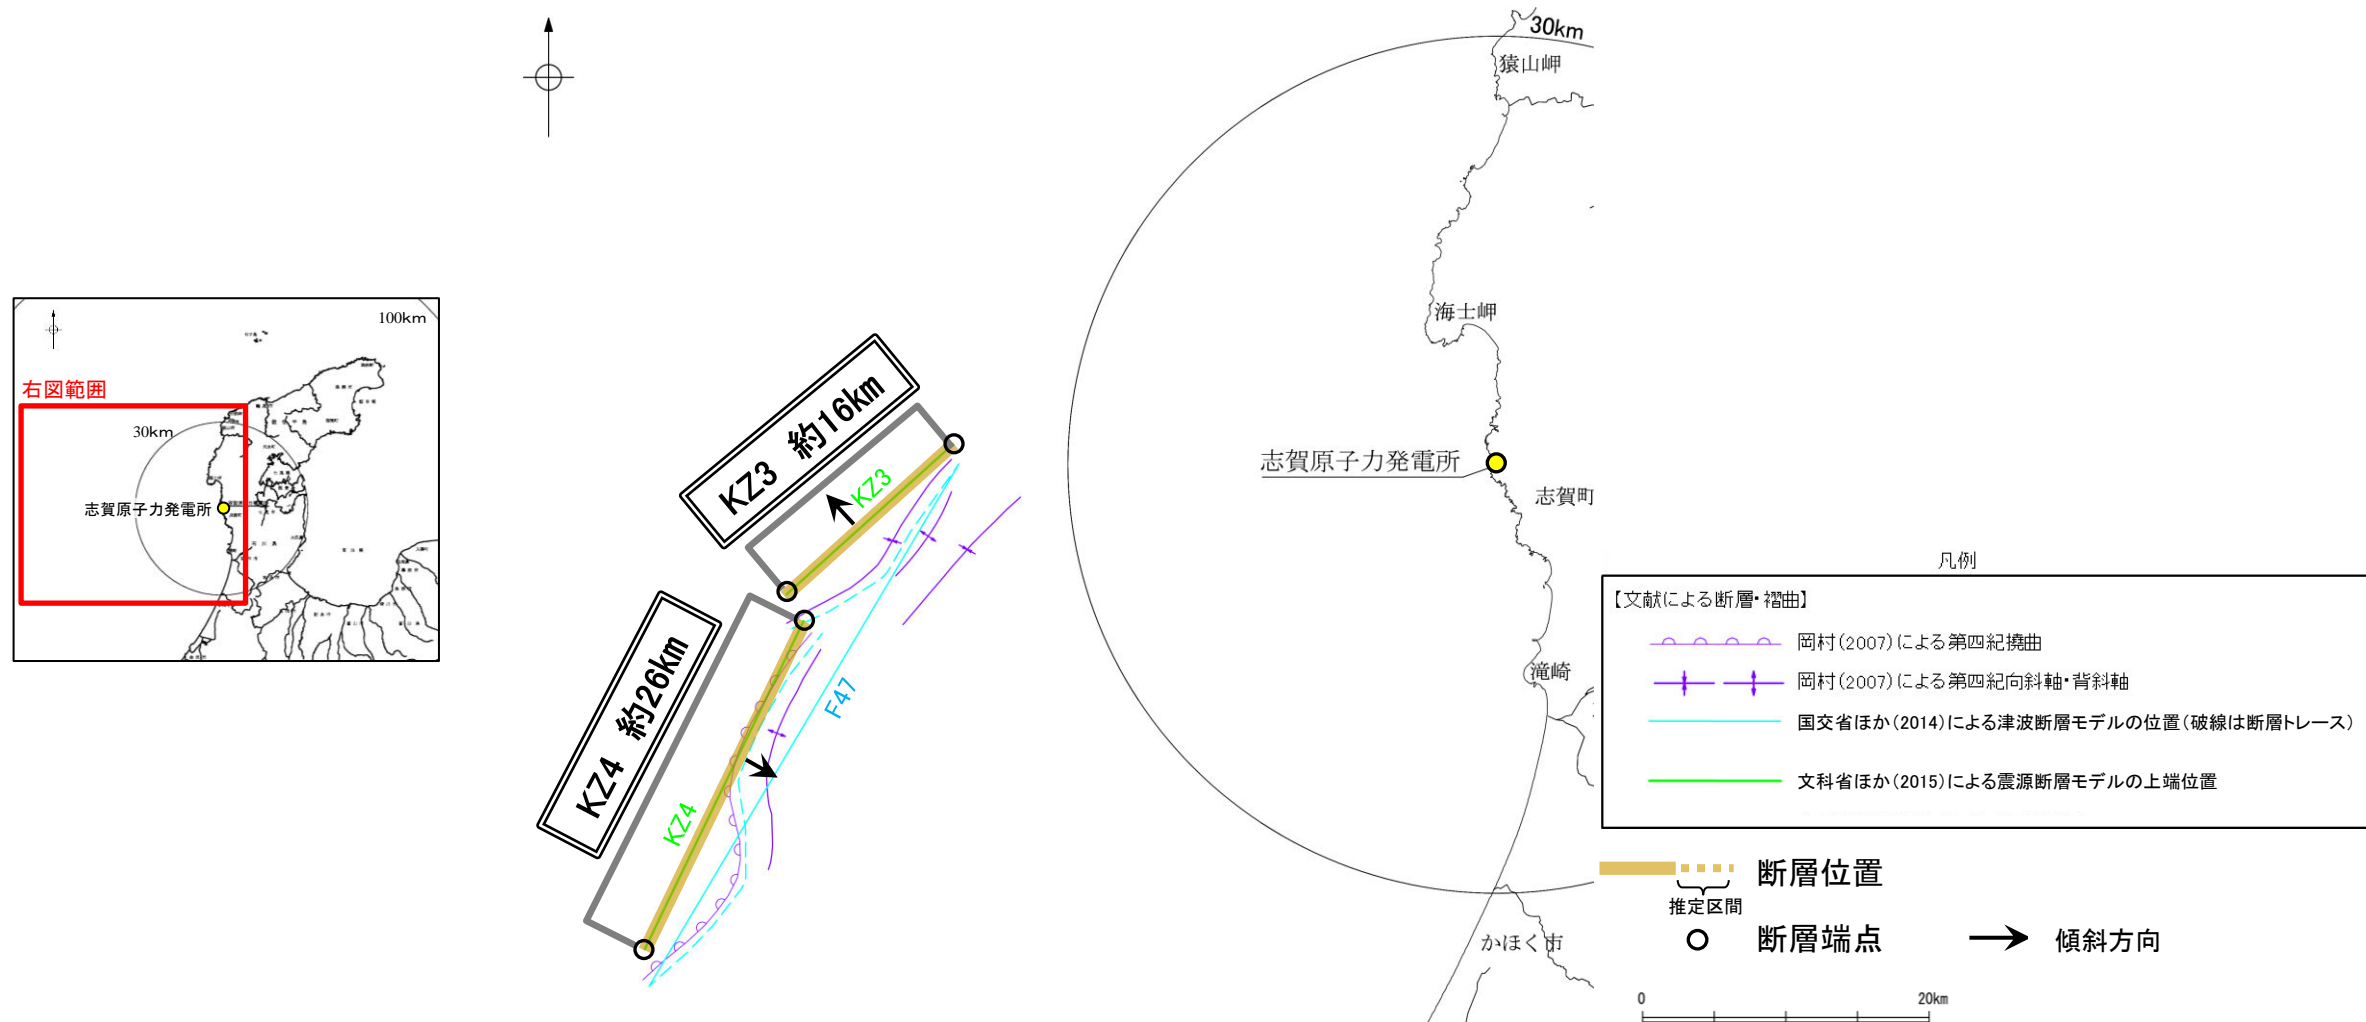 100km
右図範囲
30km
志賀原子力発電所
KZ3　約16km
KZ3
KZ4　約26km
KZ4
F47
30km
猿山岬
海士岬
志賀原子力発電所
志賀町
滝崎
かほく市
凡例
【文献による断層・褶曲】
岡村(2007)による第四紀撓曲
岡村(2007)による第四紀向斜軸・背斜軸
国交省ほか(2014)による津波断層モデルの位置(破線は断層トレース)
文科省ほか(2015)による震源断層モデルの上端位置
断層位置
推定区間
断層端点
傾斜方向
0
20km